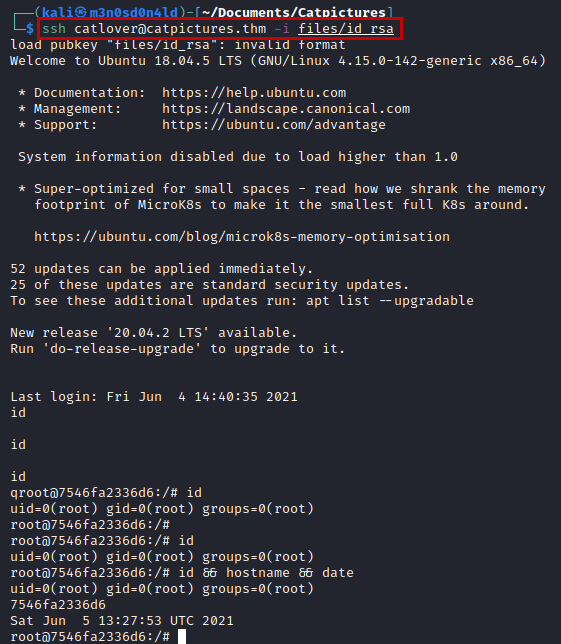 ┌──(kali㉿m3n0sd0n4ld)-[~/Documents/Catpictures]
└─$ ssh catlover@catpictures.thm -i files/id_rsa
load pubkey "files/id_rsa": invalid format
Welcome to Ubuntu 18.04.5 LTS (GNU/Linux 4.15.0-142-generic x86_64)

 * Documentation:  https://help.ubuntu.com
 * Management:     https://landscape.canonical.com
 * Support:        https://ubuntu.com/advantage

 System information disabled due to load higher than 1.0

 * Super-optimized for small spaces - read how we shrank the memory
   footprint of MicroK8s to make it the smallest full K8s around.

   https://ubuntu.com/blog/microk8s-memory-optimisation

52 updates can be applied immediately.
25 of these updates are standard security updates.
To see these additional updates run: apt list --upgradable

New release '20.04.2 LTS' available.
Run 'do-release-upgrade' to upgrade to it.


Last login: Fri Jun  4 14:40:35 2021
id

id

id
qroot@7546fa2336d6:/# id
uid=0(root) gid=0(root) groups=0(root)
root@7546fa2336d6:/#
root@7546fa2336d6:/# id
uid=0(root) gid=0(root) groups=0(root)
root@7546fa2336d6:/# id && hostname && date
uid=0(root) gid=0(root) groups=0(root)
7546fa2336d6
Sat Jun  5 13:27:53 UTC 2021
root@7546fa2336d6:/#